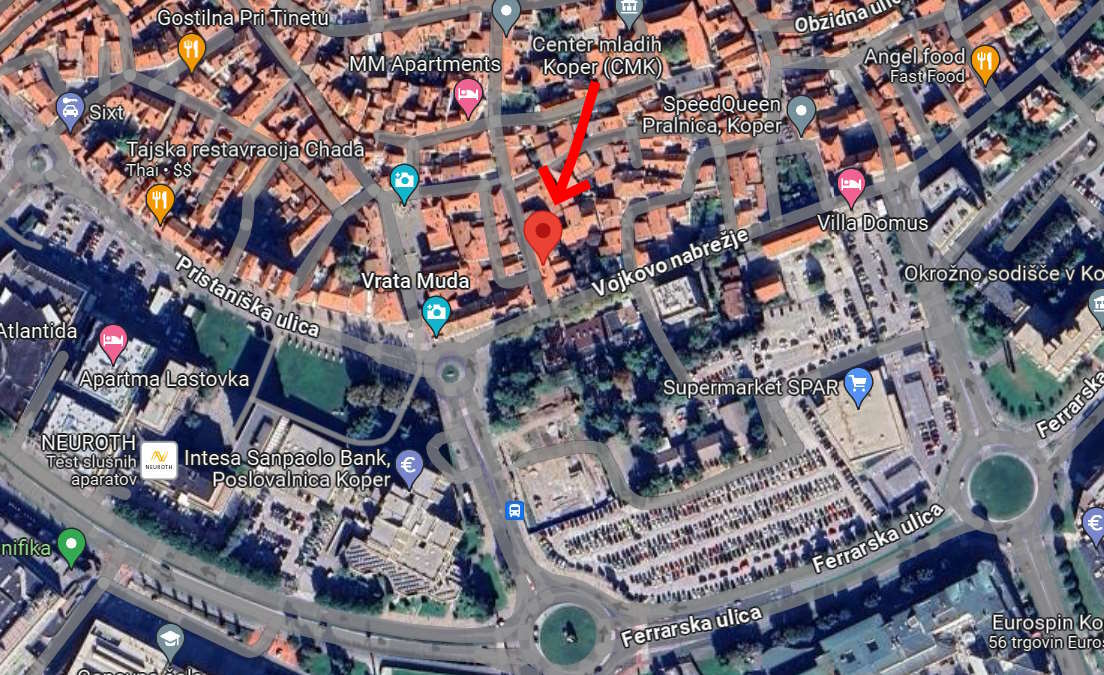 Gostilna Pri Tinetu
Obzidna
MM Apartments
Center mladih
Koper (CMK)
Angel food
Fast Food
Sixt
SpeedQueen
Pralnica, Koper
Tajska restavracija Chada
Thai • $$
Villa Domus
Vojkovo nabrežje
Pristaniška ulica
Vrata Muda
Okrožno sodišče v Ko
Atlantida
Apartma Lastovka
Supermarket SPAR
Ferrarska
NEUROTH
Test slušnih
aparatov
NEUROTH
Intesa Sanpaolo Bank,
Poslovalnica Koper
nifika
Ferrarska ulica
Ferrarska ulica
Eurospin Ko
56 trgovin Euros